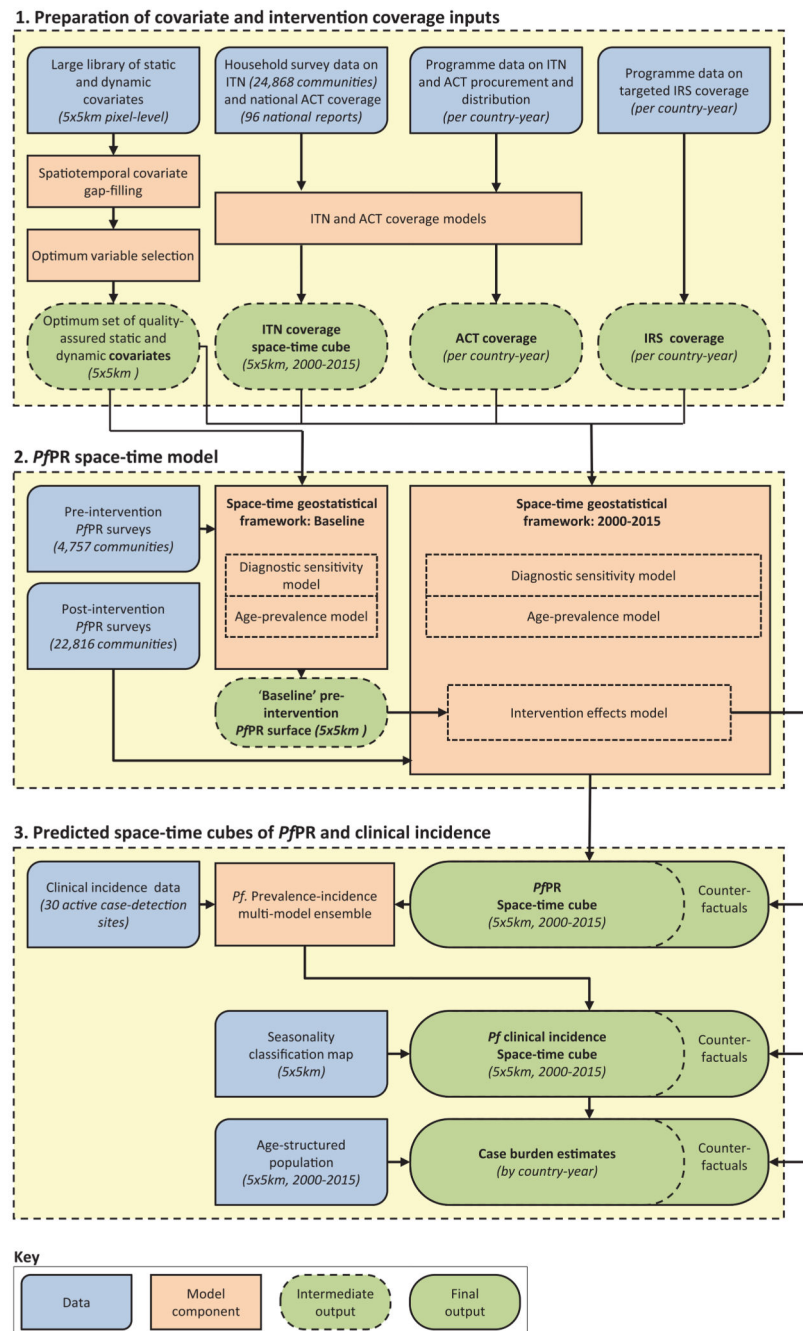 1. Preparation of covariate and intervention coverage inputs
Large library of static
and dynamic
covariates
(5x5km pixel-level)
Household survey data on
ITN (24,868 communities)
and national ACT coverage
(96 national reports)
Programme data on ITN
and ACT procurement and
distribution
(per country-year)
Programme data on
targeted IRS coverage
(per country-year)
Spatiotemporal covariate
gap-filling
ITN and ACT coverage models
Optimum variable selection
Optimum set of quality-
assured static and
dynamic covariates
(5x5km )
ITN coverage
space-time cube
(5x5km, 2000-2015)
ACT coverage
(per country-year)
IRS coverage
(per country-year)
2. PfPR space-time model
Pre-intervention
PfPR surveys
(4,757 communities)
Space-time geostatistical
framework: Baseline
Space-time geostatistical
framework: 2000-2015
Diagnostic sensitivity
model
Diagnostic sensitivity model
Post-intervention
PfPR surveys
(22,816 communities)
Age-prevalence model
Age-prevalence model
‘Baseline’ pre-
intervention
PfPR surface (5x5km )
Intervention effects model
3. Predicted space-time cubes of PfPR and clinical incidence
Clinical incidence data
(30 active case-detection
sites)
Pf. Prevalence-incidence
multi-model ensemble
PfPR
Space-time cube
(5x5km, 2000-2015)
Counter-
factuals
Seasonality
classification map
(5x5km)
Pf clinical incidence
Space-time cube
(5x5km, 2000-2015)
Counter-
factuals
Age-structured
population
(5x5km, 2000-2015)
Case burden estimates
(by country-year)
Counter-
factuals
Key
Data
Model
component
Intermediate
output
Final
output